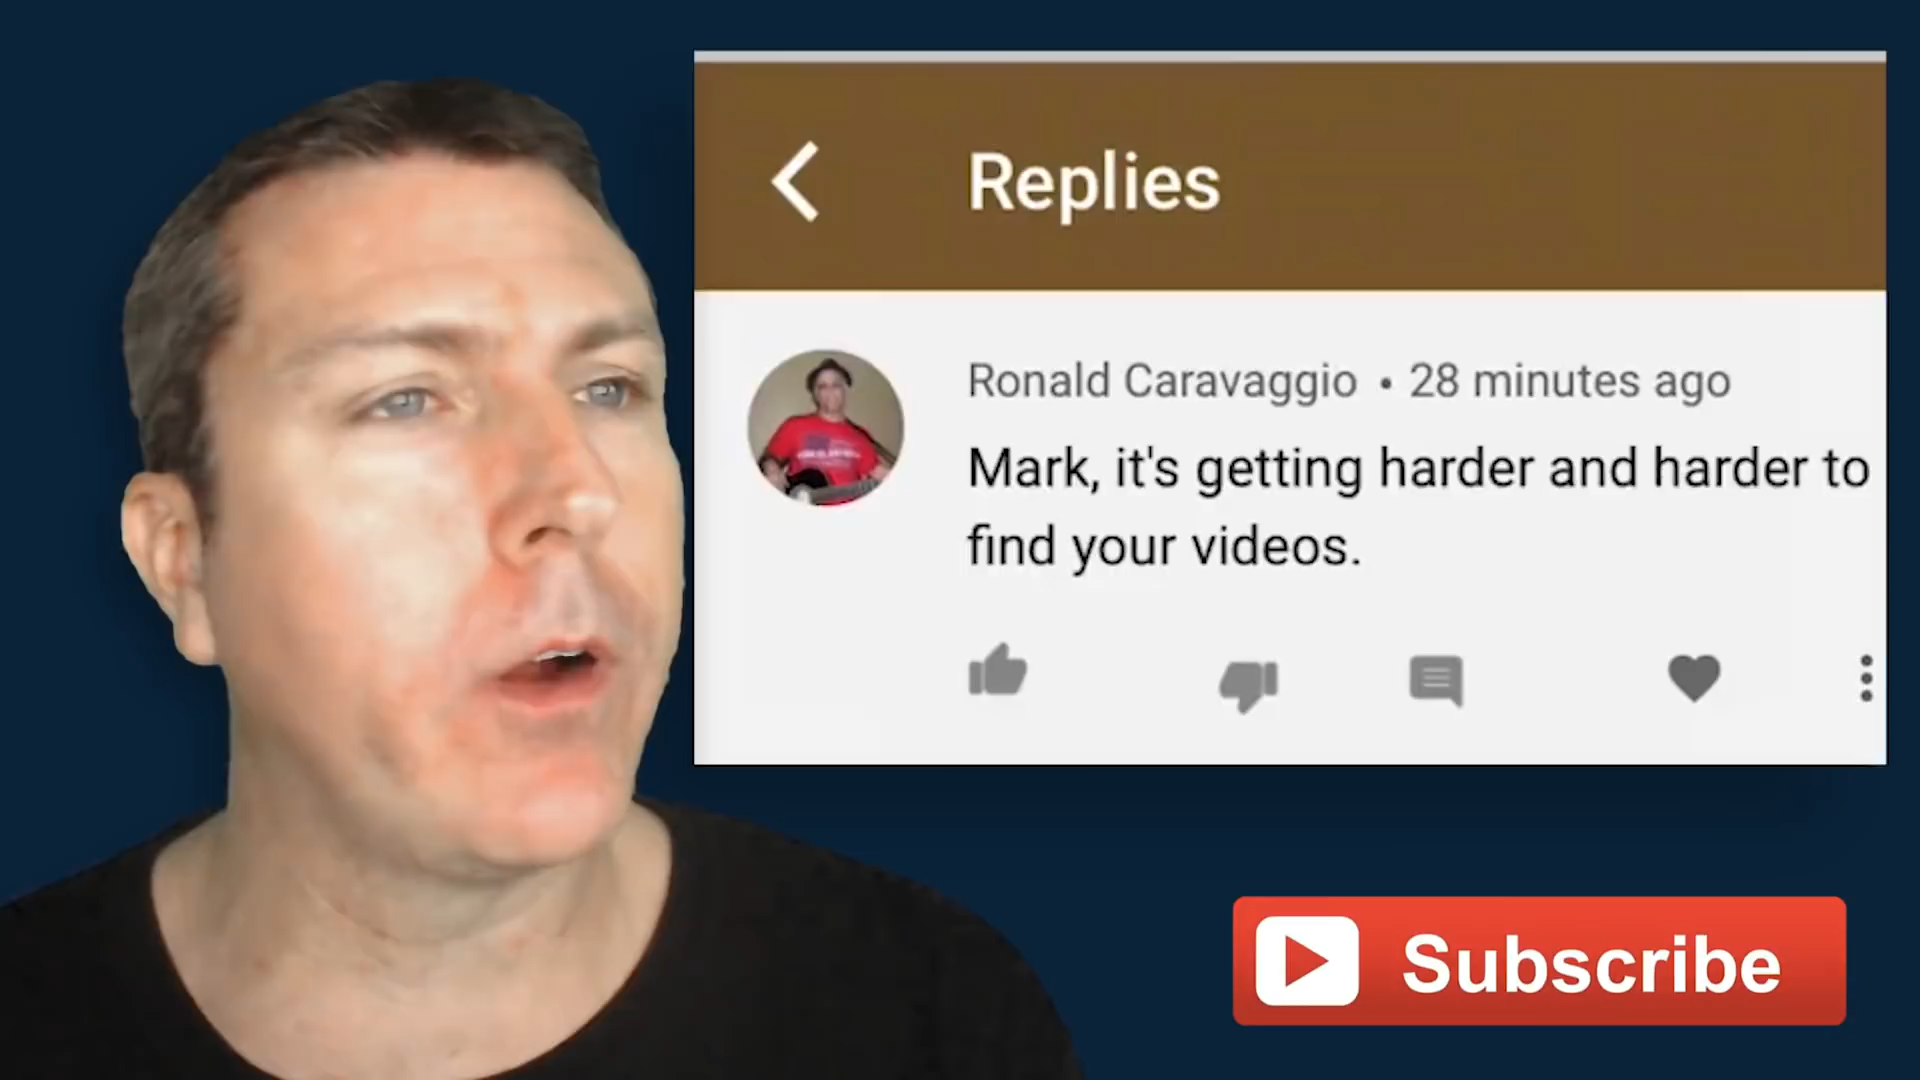 Replies
Ronald Caravaggio • 28 minutes ago
Mark, it's getting harder and harder to
find your videos.
Subscribe